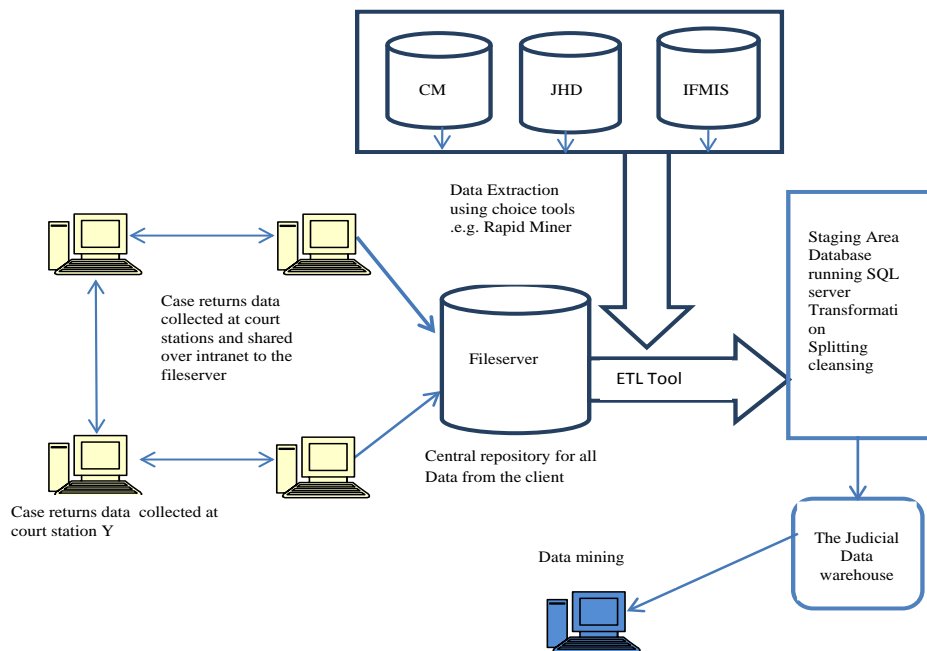 CM
JHD
IFMIS
Data Extraction
using choice tools
.e.g. Rapid Miner
Staging Area
Database
running SQL
server
Transformati
on
Splitting
cleansing
Case returns data
collected at court
stations and shared
over intranet to the
fileserver
Fileserver
ETL Tool
Central repository for all
Data from the client
Case returns data  collected at
court station Y
The Judicial
Data
warehouse
Data mining